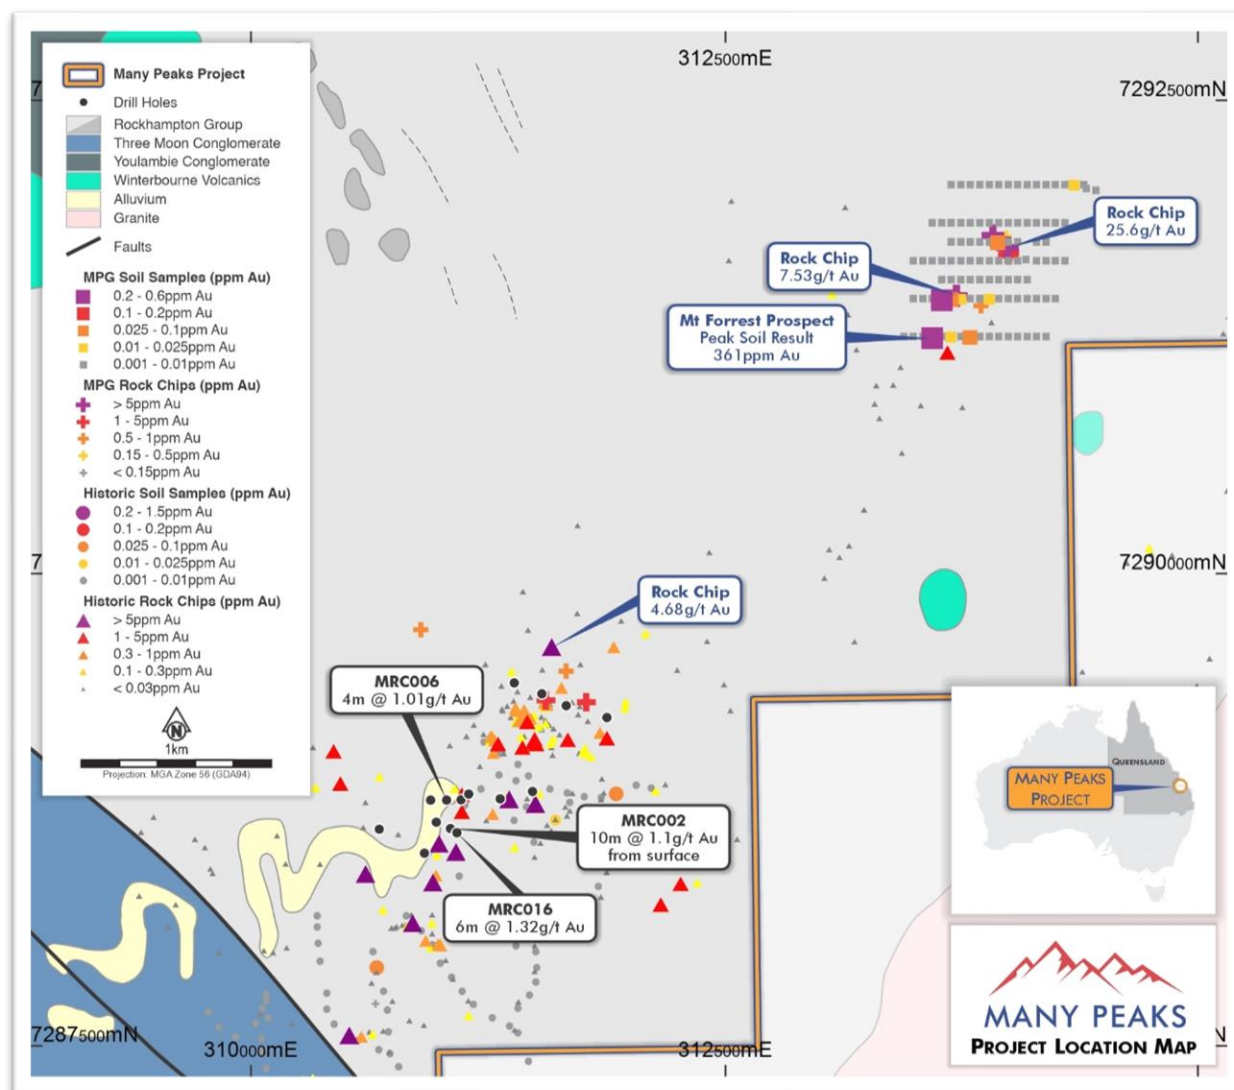 312500mE
7292500mN
7
Many Peaks Project
Drill Holes
Rockhampton Group
Three Moon Conglomerate
Youlambie Conglomerate
Winterbourne Volcanics
Alluvium
Granite
Faults
MPG Soil Samples (ppm Au)
0.2 - 0.6ppm Au
0.1 - 0.2ppm Au
0.025 - 0.1ppm Au
0.01 - 0.025ppm Au
0.001 - 0.01ppm Au
MPG Rock Chips (ppm Au)
> 5ppm Au
1 - 5ppm Au
0.5 - 1ppm Au
0.15 - 0.5ppm Au
< 0.15ppm Au
Historic Soil Samples (ppm Au)
0.2 - 1.5ppm Au
0.1 - 0.2ppm Au
0.025 - 0.1ppm Au
0.01 - 0.025ppm Au
0.001 - 0.01ppm Au
Historic Rock Chips (ppm Au)
> 5ppm Au
1 - 5ppm Au
0.3 - 1ppm Au
0.1 - 0.3ppm Au
< 0.03ppm Au
N
1km
Projection: MGA Zone 56 (GDA94)
Rock Chip
25.6g/t Au
Rock Chip
7.53g/t Au
Mt Forrest Prospect
Peak Soil Result
361ppm Au
7
7290000mN
Rock Chip
4.68g/t Au
MRC006
4m @ 1.01g/t Au
MRC002
10m @ 1.1g/t Au
from surface
MRC016
6m @ 1.32g/t Au
QUEENSLAND
MANY PEAKS
PROJECT
MANY PEAKS
PROJECT LOCATION MAP
7287500mN
N
310000mE
312500mE